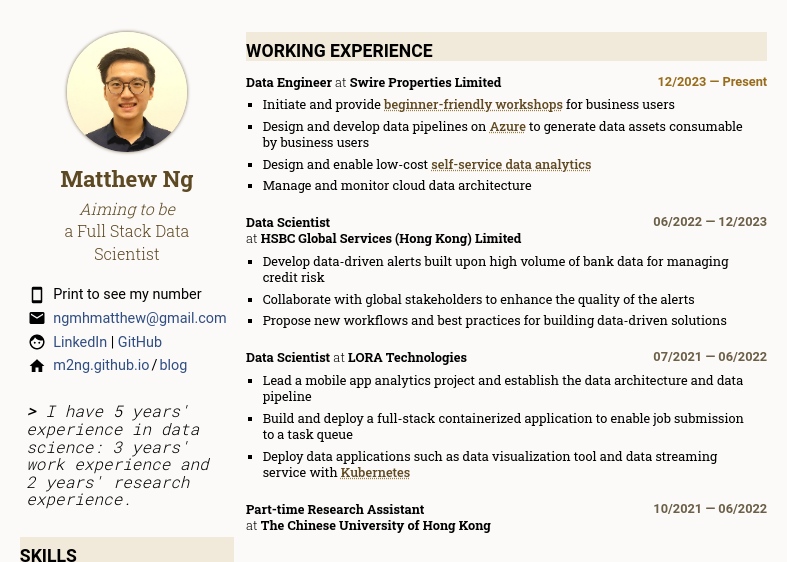 Matthew Ng
Aiming to be
a Full Stack Data
Scientist
Print to see my number
ngmhmatthew@gmail.com
LinkedIn | GitHub
m2ng.github.io / blog
> I have 5 years'
experience in data
science: 3 years'
work experience and
2 years' research
experience.
SKILLS
WORKING EXPERIENCE
Data Engineer at Swire Properties Limited 12/2023 — Present
▪ Initiate and provide beginner-friendly workshops for business users
▪ Design and develop data pipelines on Azure to generate data assets consumable
by business users
▪ Design and enable low-cost self-service data analytics
▪ Manage and monitor cloud data architecture
Data Scientist 06/2022 — 12/2023
at HSBC Global Services (Hong Kong) Limited
▪ Develop data-driven alerts built upon high volume of bank data for managing
credit risk
▪ Collaborate with global stakeholders to enhance the quality of the alerts
▪ Propose new workflows and best practices for building data-driven solutions
Data Scientist at LORA Technologies 07/2021 — 06/2022
▪ Lead a mobile app analytics project and establish the data architecture and data
pipeline
▪ Build and deploy a full-stack containerized application to enable job submission
to a task queue
▪ Deploy data applications such as data visualization tool and data streaming
service with Kubernetes
Part-time Research Assistant 10/2021 — 06/2022
at The Chinese University of Hong Kong